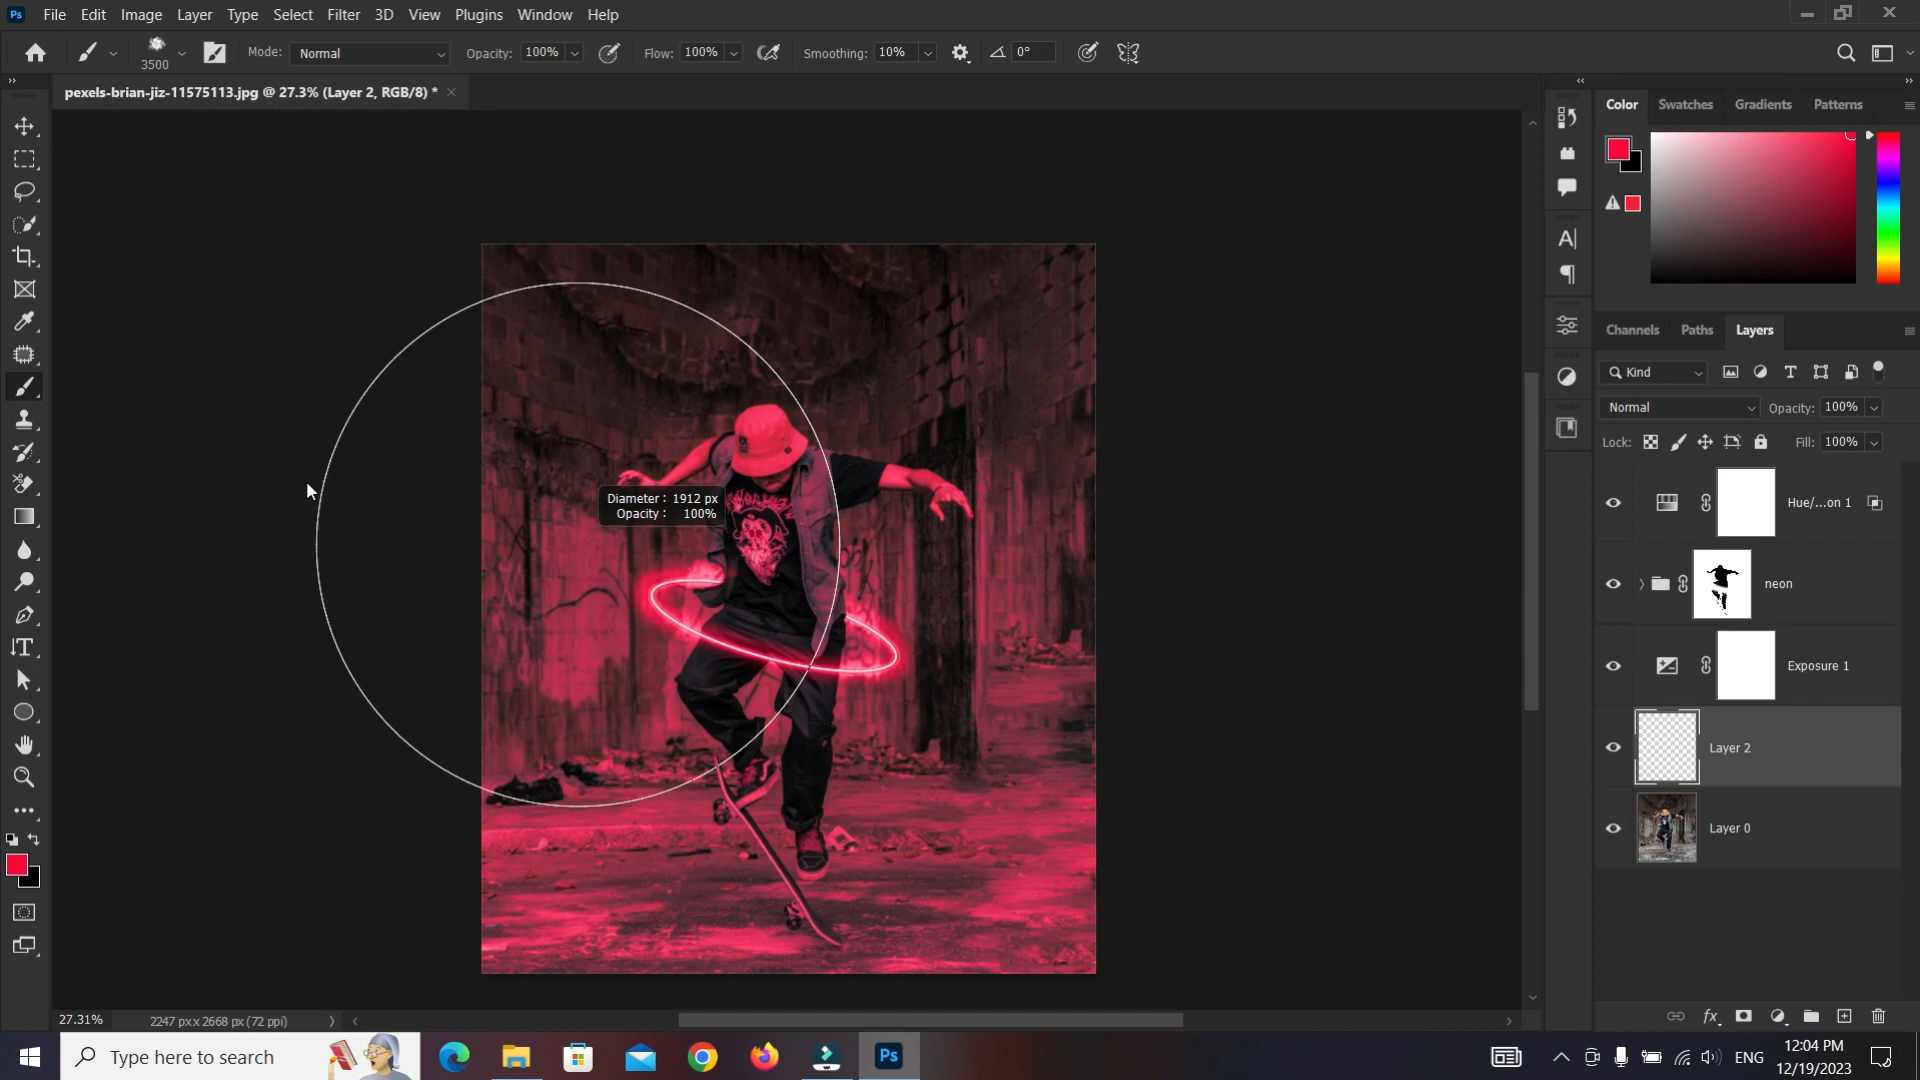 Ps File Edit Image Layer Type Select Filter 3D View Plugins Window Help
3500 Mode: Normal Opacity: 100% Flow: 100% Smoothing: 10% 0°
pexels-brian-jiz-11575113.jpg @ 27.3% (Layer 2, RGB/8) *
Color Swatches Gradients Patterns
Channels Paths Layers
Kind
Normal Opacity: 100%
Lock: Fill: 100%
Hue/...on 1
neon
Exposure 1
Layer 2
Layer 0
Diameter: 1912 px
Opacity: 100%
27.31% 2247 px x 2668 px (72 ppi)
Type here to search
Ps
ENG
12:04 PM
12/19/2023